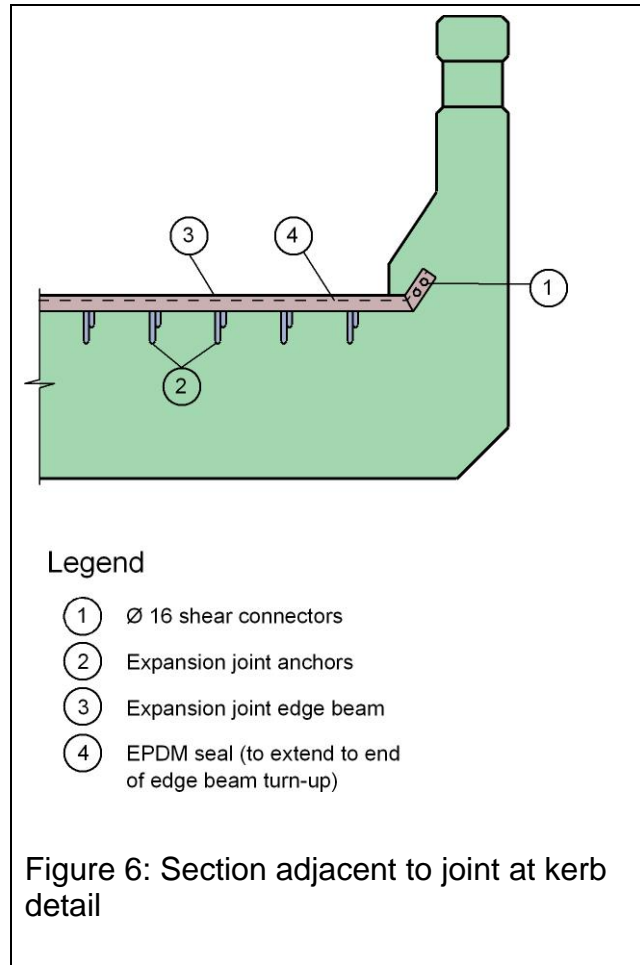 3
4
1
2
Legend
1 Ø 16 shear connectors
2 Expansion joint anchors
3 Expansion joint edge beam
4 EPDM seal (to extend to end
of edge beam turn-up)
Figure 6: Section adjacent to joint at kerb
detail